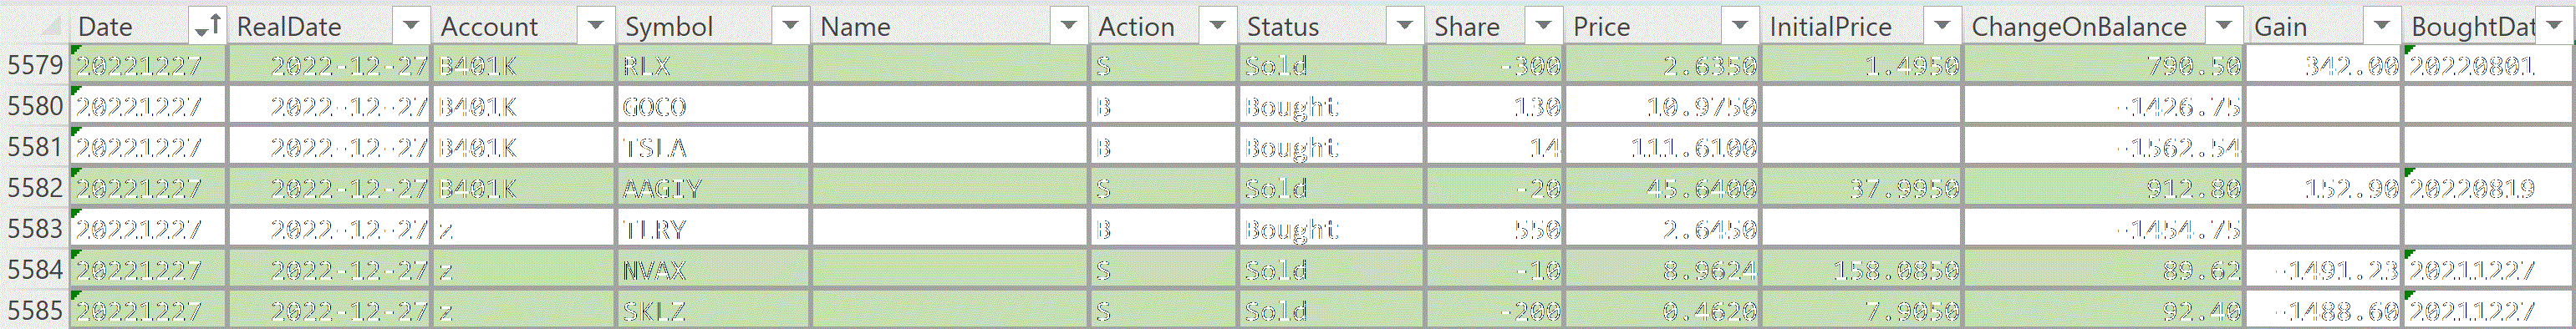 Date RealDate Account Symbol Name Action Status Share Price InitialPrice ChangeOnBalance Gain BoughtDat
5579 20221227 2022-12-27 B401K RLX S Sold -300 2.6350 1.4950 790.50 342.00 20220801
5580 20221227 2022-12-27 B401K GOCO B Bought 130 10.9750 -1426.75
5581 20221227 2022-12-27 B401K TSLA B Bought 14 111.6100 -1562.54
5582 20221227 2022-12-27 B401K AAGIY S Sold -20 45.6400 37.9950 912.80 152.90 20220819
5583 20221227 2022-12-27 z TLRY B Bought 550 2.6450 -1454.75
5584 20221227 2022-12-27 z NVAX S Sold -10 8.9624 158.0850 89.62 -1491.23 20211227
5585 20221227 2022-12-27 z SKLZ S Sold -200 0.4620 7.9050 92.40 -1488.60 20211227